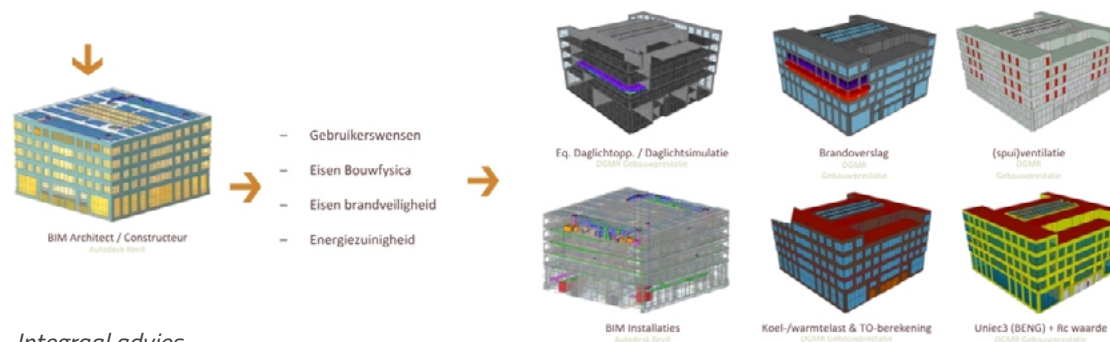 BIM Architect / Constructeur
Autodesk Revit
– Gebruikerswensen
– Eisen Bouwfysica
– Eisen brandveiligheid
– Energiezuinigheid
Eq. Daglichtopp. / Daglichtsimulatie
DGMR Gebouwprestatie
Brandoverslag
DGMR
Gebouwprestatie
(spui)ventilatie
DGMR
Gebouwprestatie
BIM Installaties
Autodesk Revit
Koel-/warmtelast & TO-berekening
DGMR Gebouwprestatie
Uniec3 (BENG) + Rc waarde
DGMR Gebouwprestatie
Integraal advies